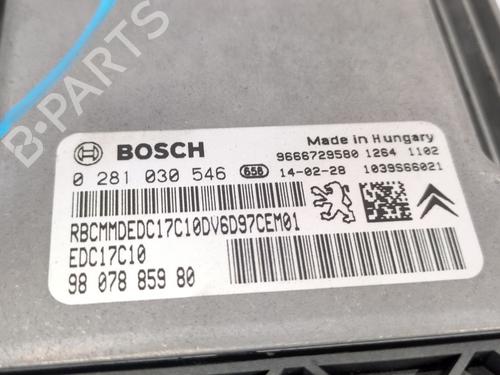 B-PARTS
Made in Hungary
BOSCH
9666729580 1264 1102
0 281 030 546 658 14-02-28 1039S66021
RBCMMDEDC17C10DV6D97CEM01
EDC17C10
98 078 859 80